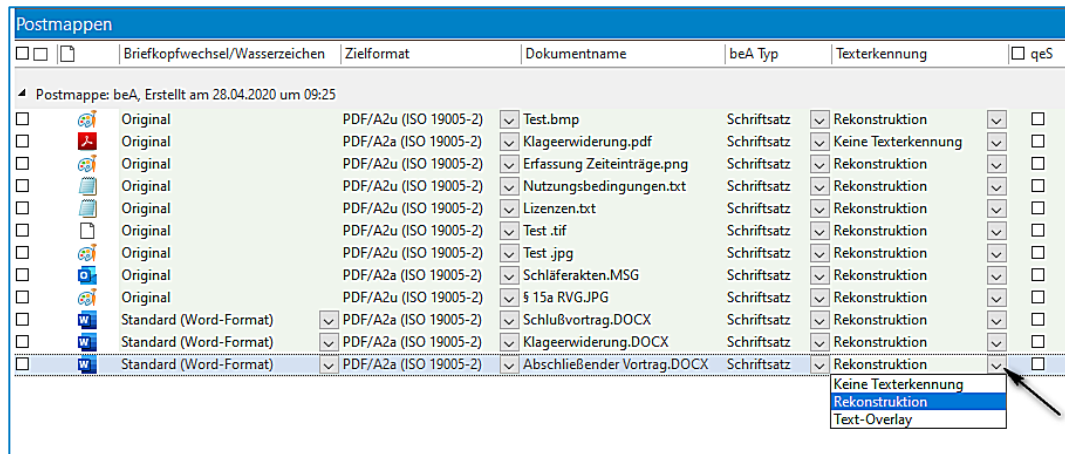 Postmappen
Briefkopfwechsel/Wasserzeichen Zielformat Dokumentname beA Typ Texterkennung qeS
Postmappe: beA, Erstellt am 28.04.2020 um 09:25
Original PDF/A2u (ISO 19005-2) Test.bmp Schriftsatz Rekonstruktion
Original PDF/A2a (ISO 19005-2) Klageerwiderung.pdf Schriftsatz Keine Texterkennung
Original PDF/A2u (ISO 19005-2) Erfassung Zeiteinträge.png Schriftsatz Rekonstruktion
Original PDF/A2u (ISO 19005-2) Nutzungsbedingungen.txt Schriftsatz Rekonstruktion
Original PDF/A2u (ISO 19005-2) Lizenzen.txt Schriftsatz Rekonstruktion
Original PDF/A2u (ISO 19005-2) Test .tif Schriftsatz Rekonstruktion
Original PDF/A2u (ISO 19005-2) Test .jpg Schriftsatz Rekonstruktion
Original PDF/A2a (ISO 19005-2) Schläferakten.MSG Schriftsatz Rekonstruktion
Original PDF/A2u (ISO 19005-2) § 15a RVG.JPG Schriftsatz Rekonstruktion
Standard (Word-Format) PDF/A2a (ISO 19005-2) Schlußvortrag.DOCX Schriftsatz Rekonstruktion
Standard (Word-Format) PDF/A2a (ISO 19005-2) Klageerwiderung.DOCX Schriftsatz Rekonstruktion
Standard (Word-Format) PDF/A2a (ISO 19005-2) Abschließender Vortrag.DOCX Schriftsatz Rekonstruktion
Keine Texterkennung
Rekonstruktion
Text-Overlay